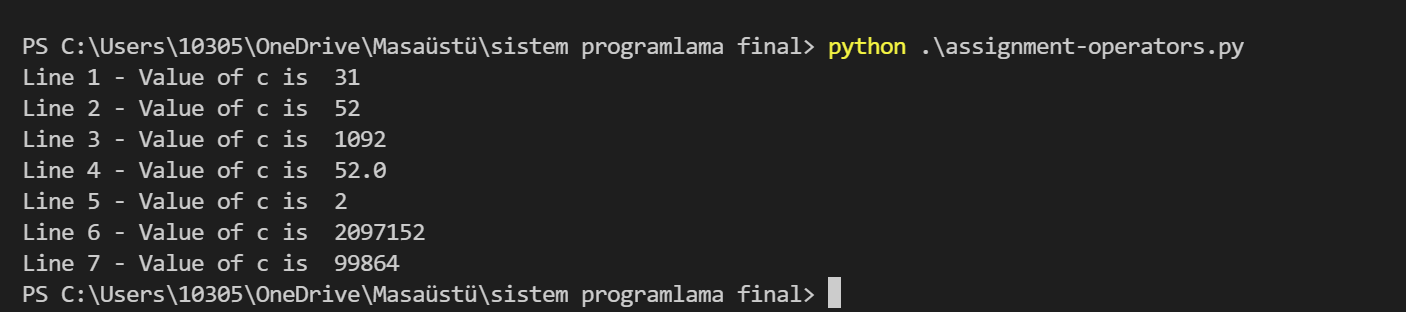 PS C:\Users\10305\OneDrive\Masaüstü\sistem programlama final> python .\assignment-operators.py
Line 1 - Value of c is  31
Line 2 - Value of c is  52
Line 3 - Value of c is  1092
Line 4 - Value of c is  52.0
Line 5 - Value of c is  2
Line 6 - Value of c is  2097152
Line 7 - Value of c is  99864
PS C:\Users\10305\OneDrive\Masaüstü\sistem programlama final>